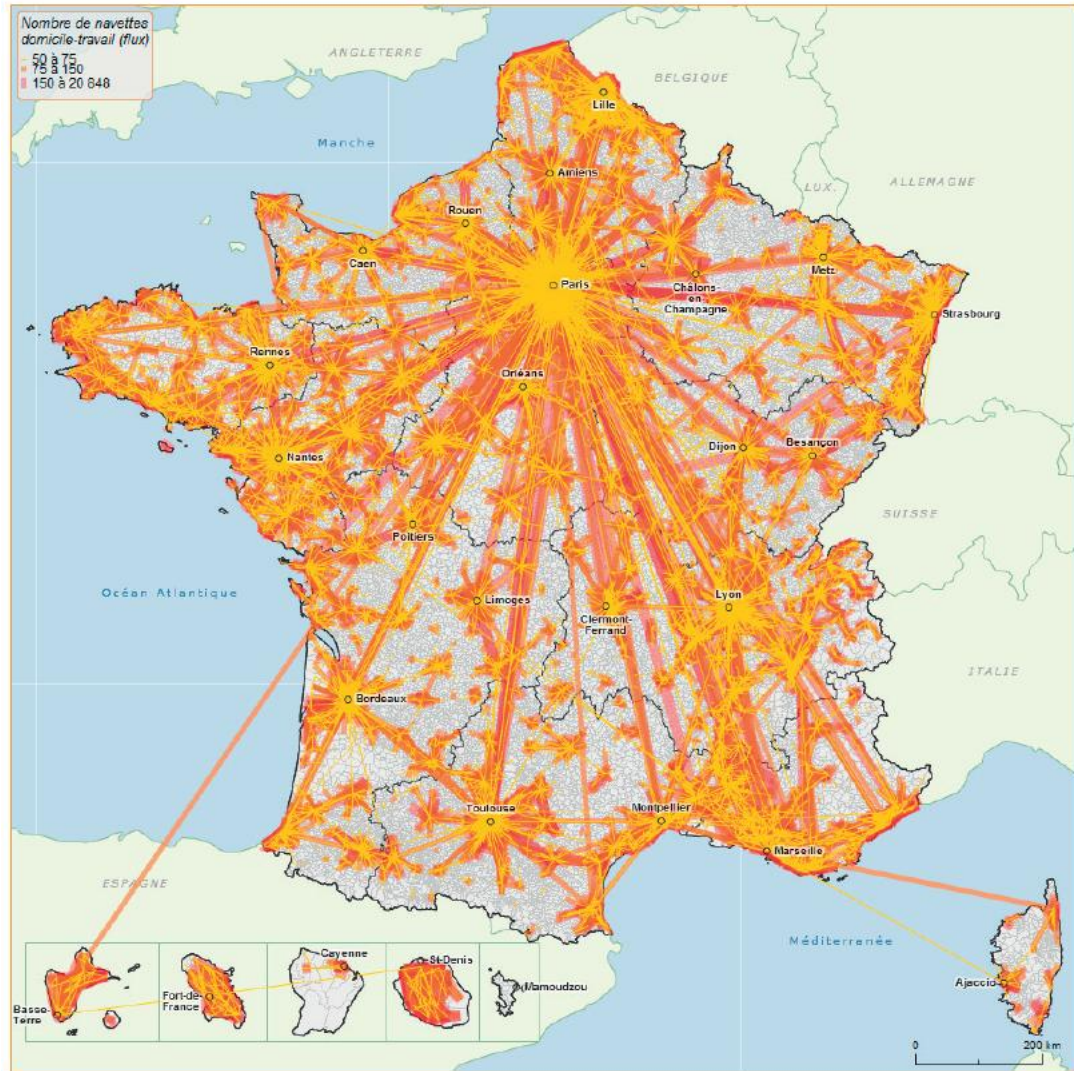 Nombre de navettes
domicile-travail (flux)
50 à 75
75 à 150
150 à 20 848
ANGLETERRE
BELGIQUE
Lille
Manche
Amiens
LUX.
ALLEMAGNE
Rouen
Caen
Metz
Paris
Châlons-
en-
Champagne
Strasbourg
Rennes
Orléans
Dijon
Besançon
Nantes
SUISSE
Poitiers
Océan Atlantique
Limoges
Clermont-
Ferrand
Lyon
ITALIE
Bordeaux
Toulouse
Montpellier
Marseille
ESPAGNE
Méditerranée
Cayenne
St-Denis
Mamoudzou
Ajaccio
Fort-de-
France
Basse-
Terre
0
200 km